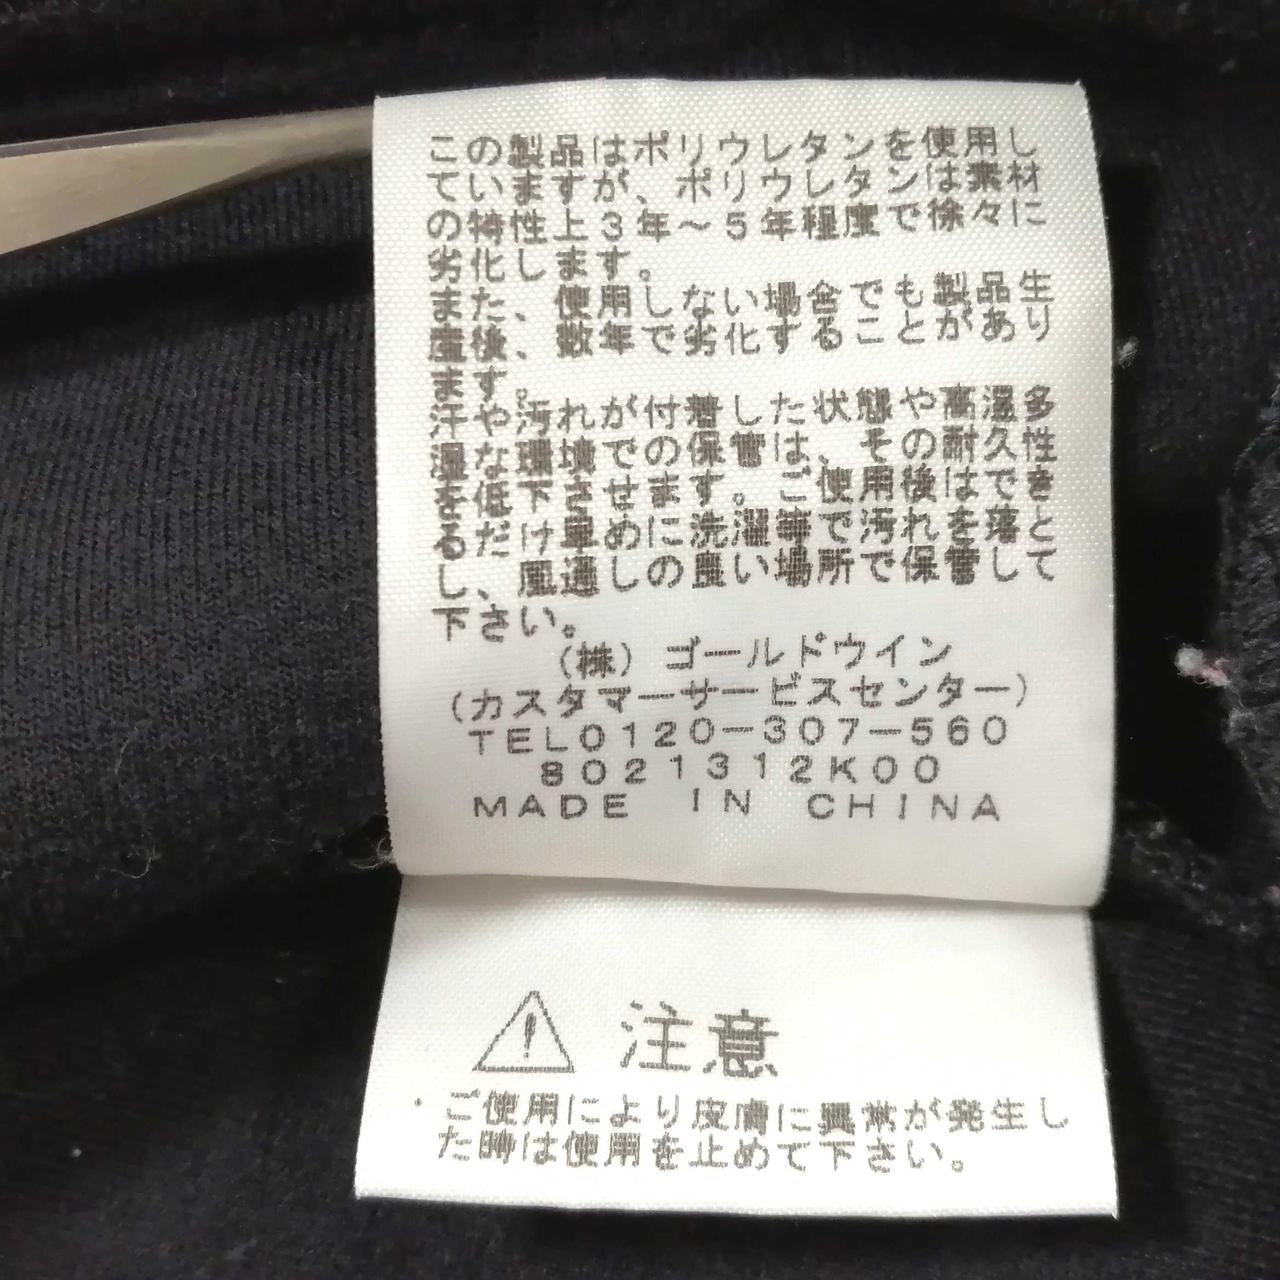 この製品はポリウレタンを使用し
ていますが、ポリウレタンは素材
の特性上3年～5年程度で徐々に
劣化します。
また、使用しない場合でも製品生
産後、数年で劣化することがあり
ます。
汗や汚れが付着した状態や高温多
湿な環境での保管は、その耐久性
を低下させます。ご使用後はでき
るだけ早めに洗濯等で汚れを落と
し、風通しの良い場所で保管して
下さい。
(株) ゴールドウイン
(カスタマーサービスセンター)
TEL0120-307-560
8021312K00
MADE IN CHINA
注意
・ご使用により皮膚に異常が発生し
た時は使用を止めて下さい。